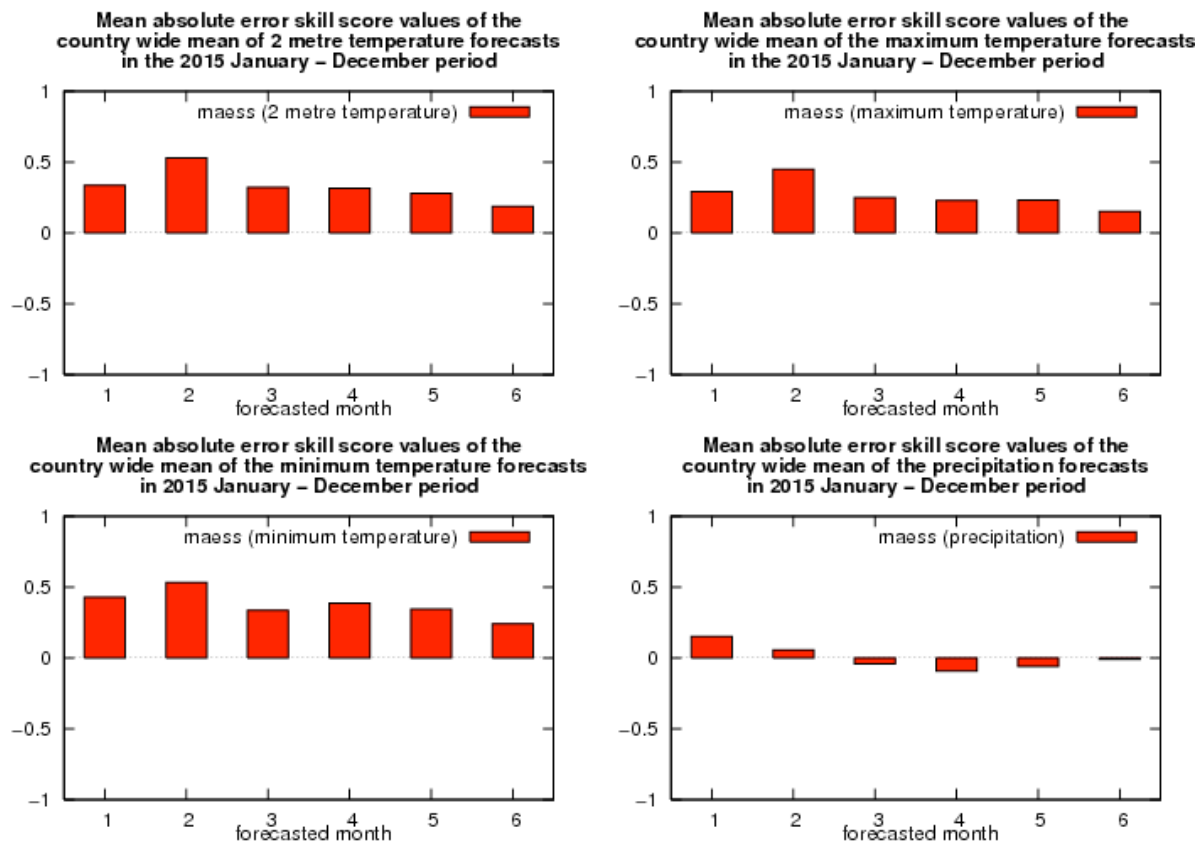 Mean absolute error skill score values of the
country wide mean of 2 metre temperature forecasts
in the 2015 January – December period
maess (2 metre temperature)
1
0.5
0
−0.5
−1
1 2 3 4 5 6
forecasted month
Mean absolute error skill score values of the
country wide mean of the maximum temperature forecasts
in the 2015 January – December period
maess (maximum temperature)
1
0.5
0
−0.5
−1
1 2 3 4 5 6
forecasted month
Mean absolute error skill score values of the
country wide mean of the minimum temperature forecasts
in 2015 January – December period
maess (minimum temperature)
1
0.5
0
−0.5
−1
1 2 3 4 5 6
forecasted month
Mean absolute error skill score values of the
country wide mean of the precipitation forecasts
in 2015 January – December period
maess (precipitation)
1
0.5
0
−0.5
−1
1 2 3 4 5 6
forecasted month